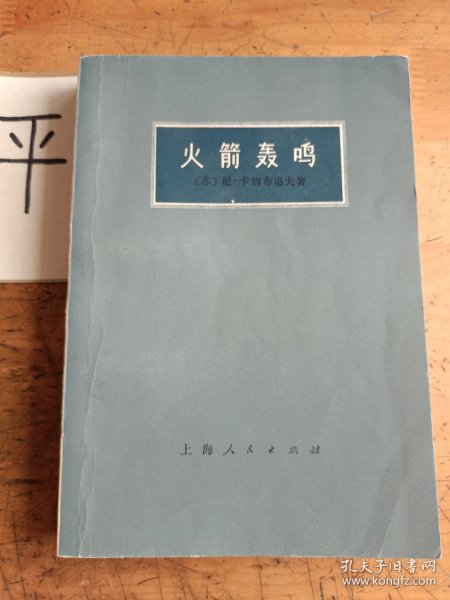 平
火箭轰鸣
〔苏〕尼·卡姆布洛夫著
上海人民出版社
孔夫子旧书网
www.kongfz.com